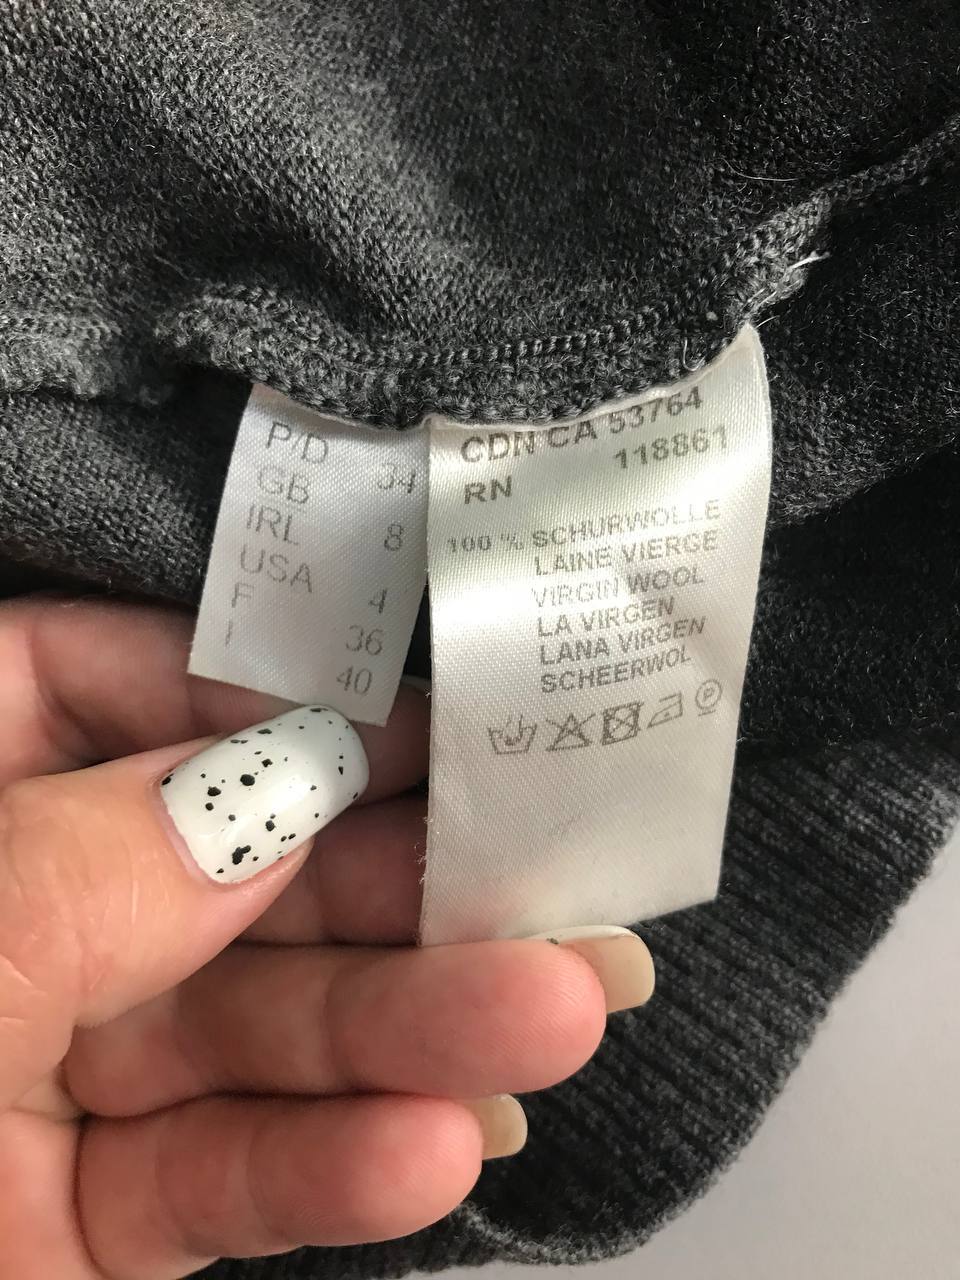 P/D 34
GB
IRL 8
USA 4
F 36
I 40
CDN CA 53764
RN 118861
100 % SCHURWOLLE
LAINE VIERGE
VIRGIN WOOL
LA VIRGEN
LANA VIRGEN
SCHEERWOL
P